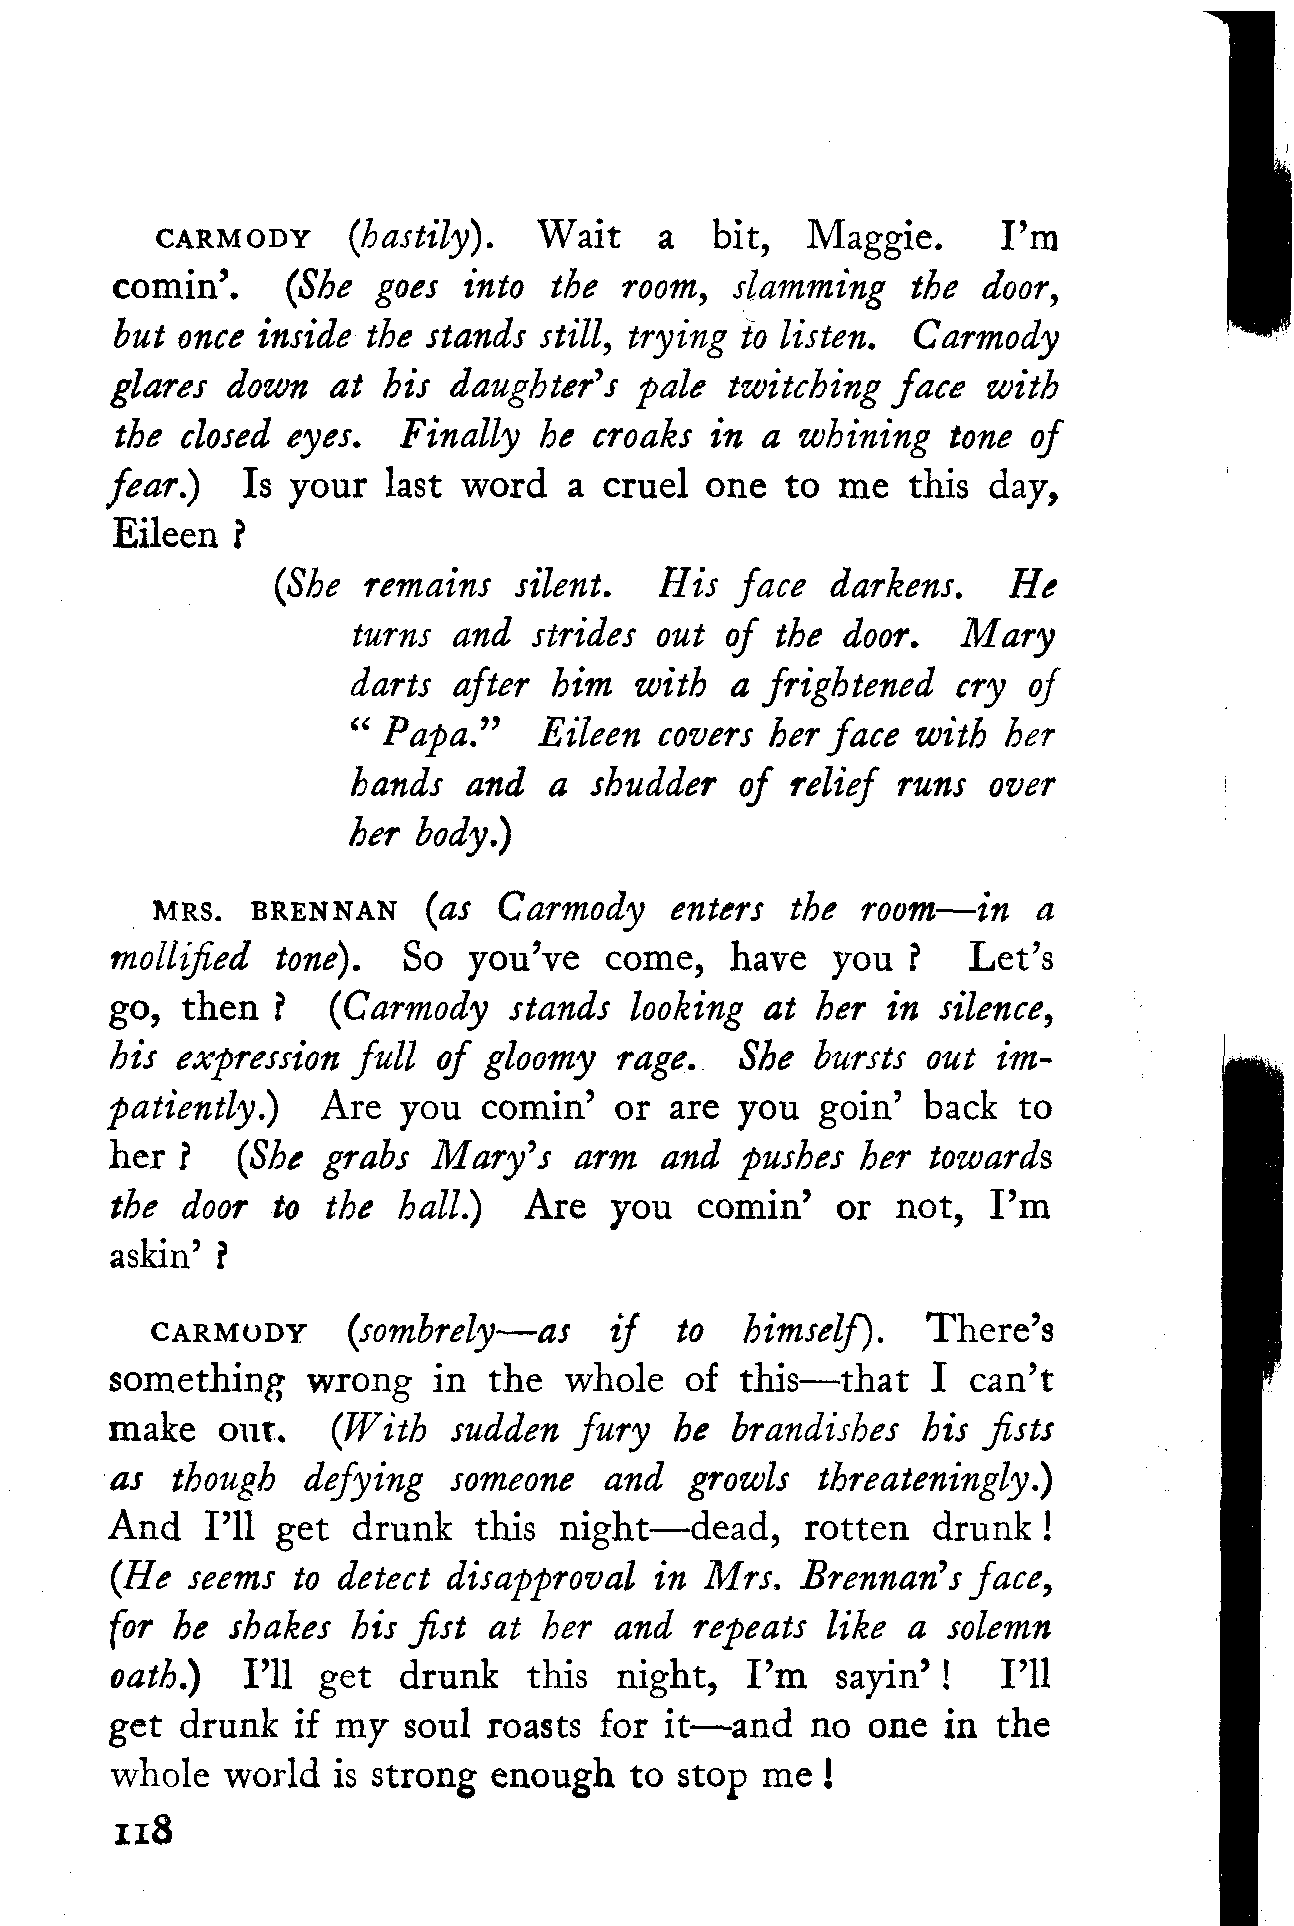 CARMODY (hastily). Wait a bit, Maggie. I'm
comin'. (She goes into the room, slamming the door,
but once inside the stands still, trying to listen. Carmody
glares down at his daughter's pale twitching face with
the closed eyes. Finally he croaks in a whining tone of
fear.) Is your last word a cruel one to me this day,
Eileen ?
(She remains silent. His face darkens. He
turns and strides out of the door. Mary
darts after him with a frightened cry of
“ Papa.” Eileen covers her face with her
hands and a shudder of relief runs over
her body.)
MRS. BRENNAN (as Carmody enters the room—in a
mollified tone). So you've come, have you ? Let's
go, then ? (Carmody stands looking at her in silence,
his expression full of gloomy rage. She bursts out im-
patiently.) Are you comin' or are you goin' back to
her ? (She grabs Mary's arm and pushes her towards
the door to the hall.) Are you comin' or not, I'm
askin' ?
CARMODY (sombrely—as if to himself). There's
something wrong in the whole of this—that I can't
make out. (With sudden fury he brandishes his fists
as though defying someone and growls threateningly.)
And I'll get drunk this night—dead, rotten drunk !
(He seems to detect disapproval in Mrs. Brennan's face,
for he shakes his fist at her and repeats like a solemn
oath.) I'll get drunk this night, I'm sayin' ! I'll
get drunk if my soul roasts for it—and no one in the
whole world is strong enough to stop me !
118